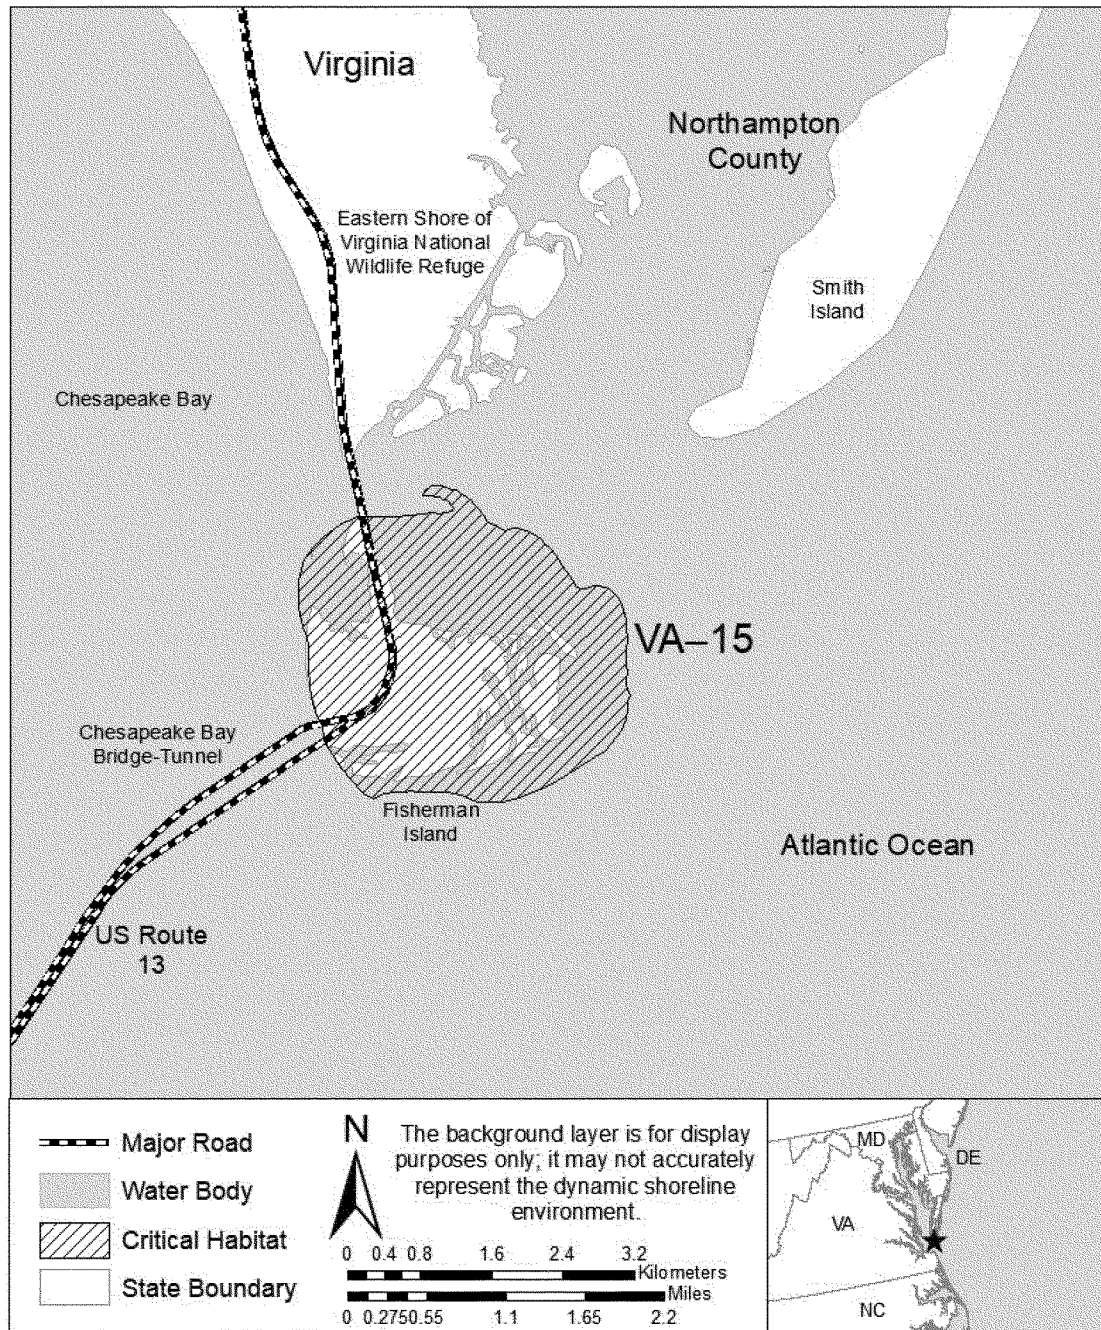 Virginia
Northampton
County
Eastern Shore of
Virginia National
Wildlife Refuge
Smith
Island
Chesapeake Bay
VA–15
Chesapeake Bay
Bridge-Tunnel
Fisherman
Island
Atlantic Ocean
US Route
13
Major Road
Water Body
Critical Habitat
State Boundary
N
The background layer is for display
purposes only; it may not accurately
represent the dynamic shoreline
environment.
0 0.4 0.8 1.6 2.4 3.2
Kilometers
Miles
0 0.2750.55 1.1 1.65 2.2
MD
DE
VA
NC